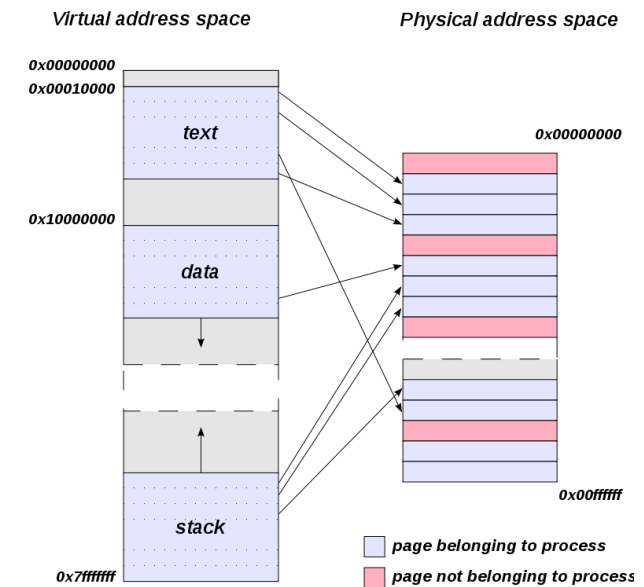 Virtual address space
Physical address space
0x00000000
0x00010000
text
0x00000000
0x10000000
data
stack
0x00ffffff
page belonging to process
0x7fffffff
page not belonging to process